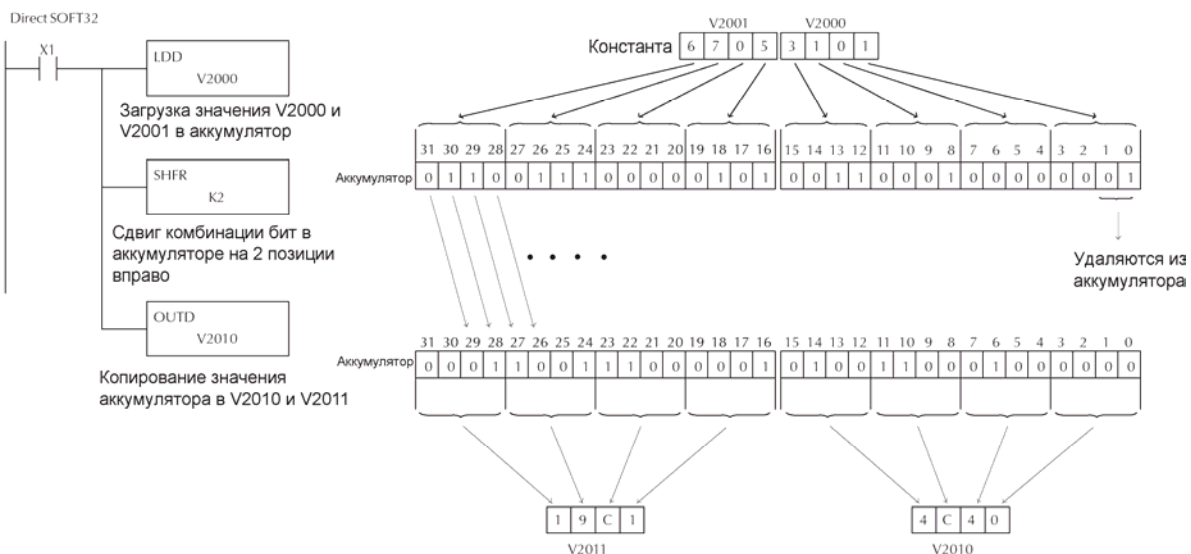 Direct SOFT32
X1
LDD
V2000
Загрузка значения V2000 и
V2001 в аккумулятор
SHFR
K2
Сдвиг комбинации бит в
аккумуляторе на 2 позиции
вправо
OUTD
V2010
Копирование значения
аккумулятора в V2010 и V2011
V2001 V2000
Константа 6 7 0 5 3 1 0 1
31 30 29 28 27 26 25 24 23 22 21 20 19 18 17 16 15 14 13 12 11 10 9 8 7 6 5 4 3 2 1 0
Аккумулятор 0 1 1 0 0 1 1 1 0 0 0 0 0 1 0 1 0 0 1 1 0 0 0 1 0 0 0 0 0 0 0 1
Удаляются из
аккумулятора
31 30 29 28 27 26 25 24 23 22 21 20 19 18 17 16 15 14 13 12 11 10 9 8 7 6 5 4 3 2 1 0
Аккумулятор 0 0 0 1 1 0 0 1 1 1 0 0 0 0 0 1 0 1 0 0 1 1 0 0 0 1 0 0 0 0 0 0
1 9 C 1 4 C 4 0
V2011 V2010